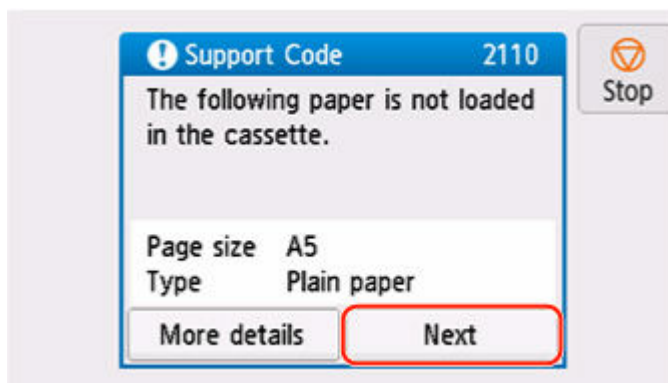 Support Code 2110
Stop
The following paper is not loaded
in the cassette.
Page size A5
Type Plain paper
More details Next